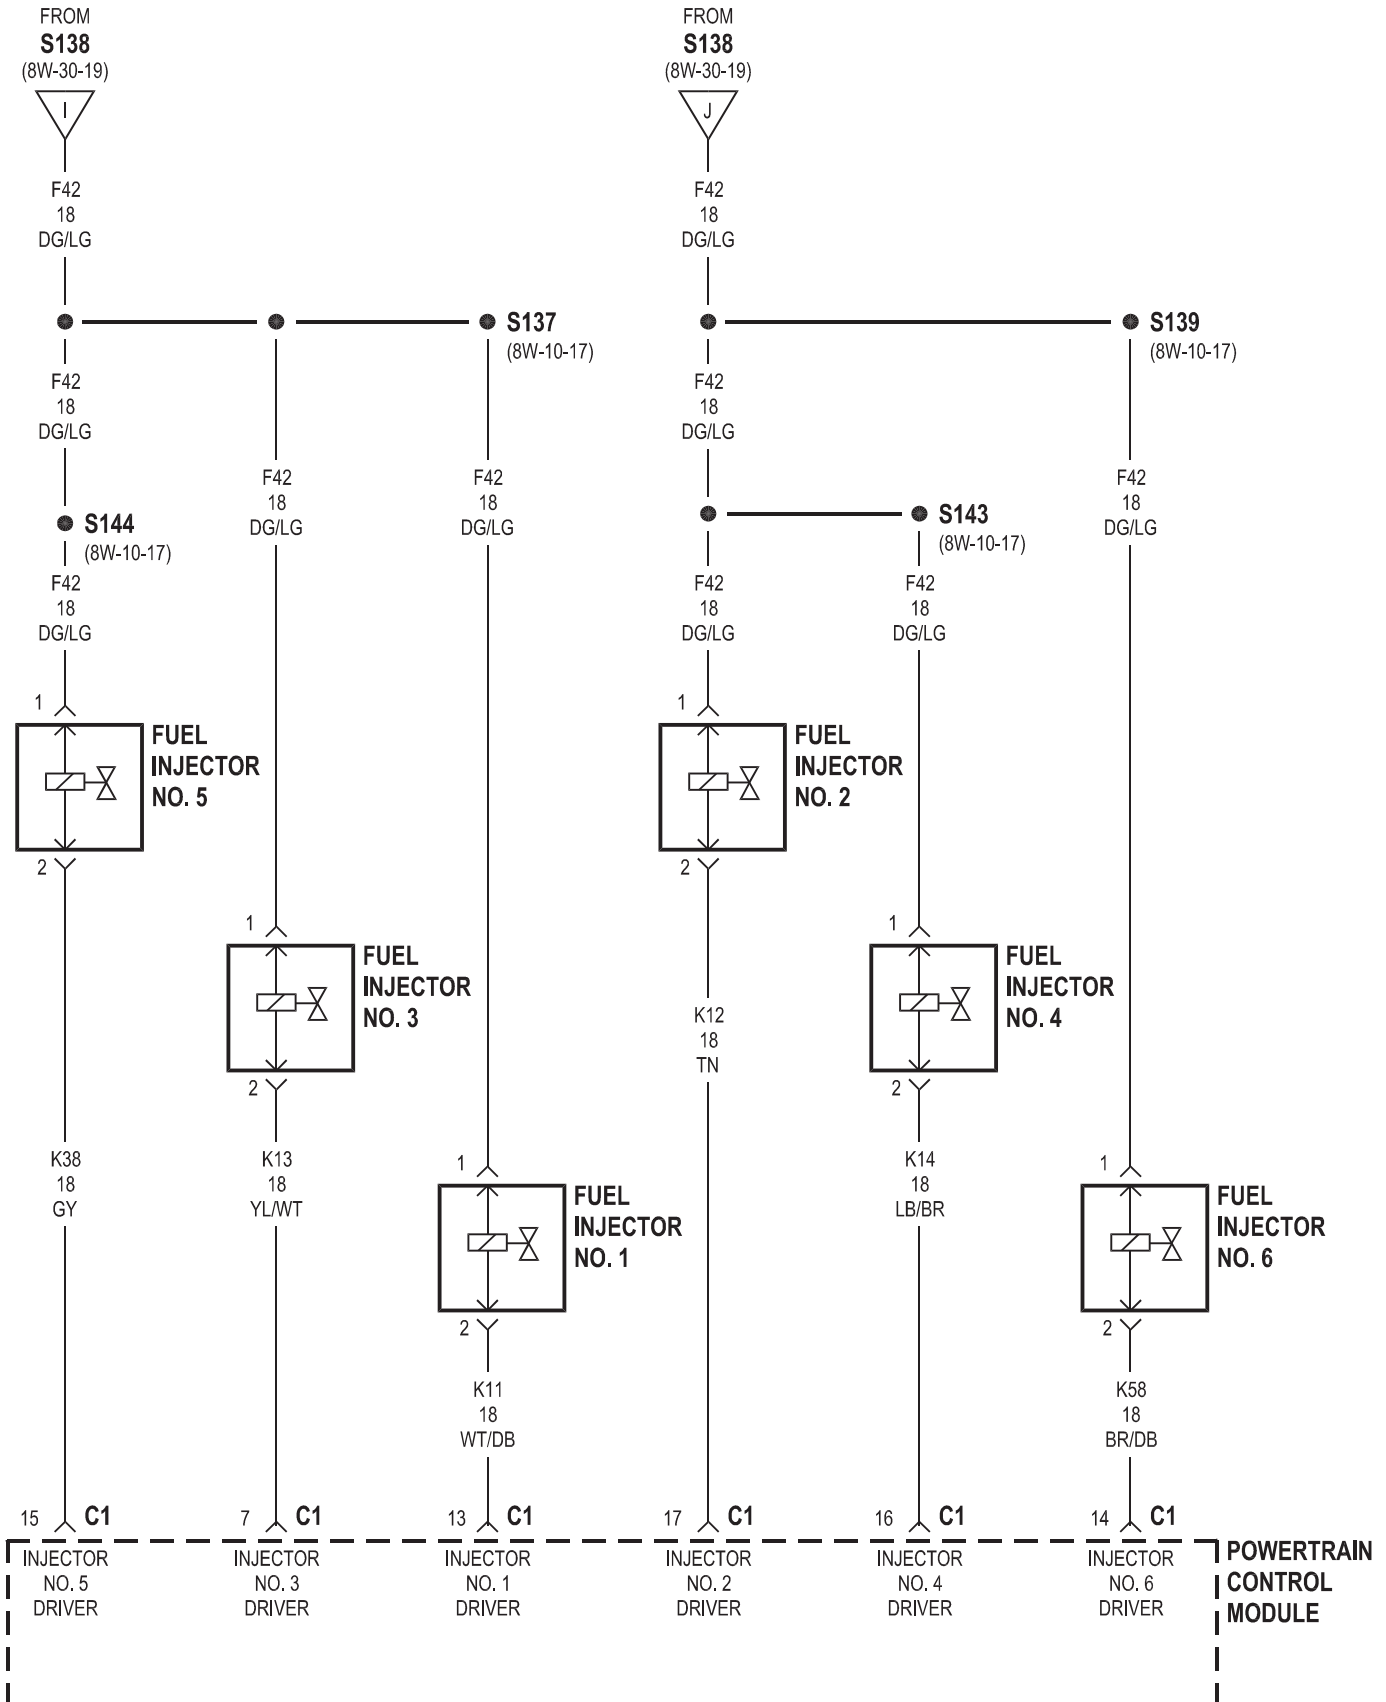 FROM
S138
(8W-30-19)
I
F42
18
DG/LG
FROM
S138
(8W-30-19)
J
F42
18
DG/LG
S137
(8W-10-17)
S139
(8W-10-17)
F42
18
DG/LG
F42
18
DG/LG
F42
18
DG/LG
F42
18
DG/LG
F42
18
DG/LG
S144
(8W-10-17)
S143
(8W-10-17)
F42
18
DG/LG
F42
18
DG/LG
F42
18
DG/LG
F42
18
DG/LG
1
FUEL
INJECTOR
NO. 5
2
1
FUEL
INJECTOR
NO. 2
2
1
FUEL
INJECTOR
NO. 3
2
1
FUEL
INJECTOR
NO. 4
2
K12
18
TN
K38
18
GY
K13
18
YL/WT
1
FUEL
INJECTOR
NO. 1
2
K14
18
LB/BR
1
FUEL
INJECTOR
NO. 6
2
K11
18
WT/DB
K58
18
BR/DB
15 C1
7 C1
13 C1
17 C1
16 C1
14 C1
INJECTOR
NO. 5
DRIVER
INJECTOR
NO. 3
DRIVER
INJECTOR
NO. 1
DRIVER
INJECTOR
NO. 2
DRIVER
INJECTOR
NO. 4
DRIVER
INJECTOR
NO. 6
DRIVER
POWERTRAIN
CONTROL
MODULE